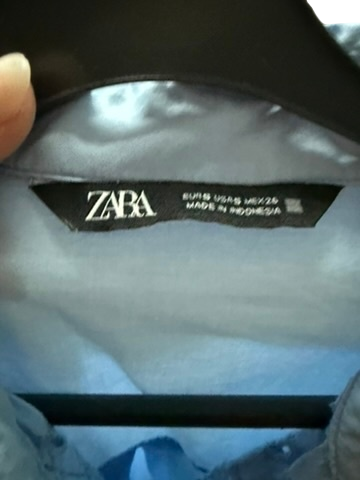 ZARA
EUR S USA S MEX 26
MADE IN INDONESIA